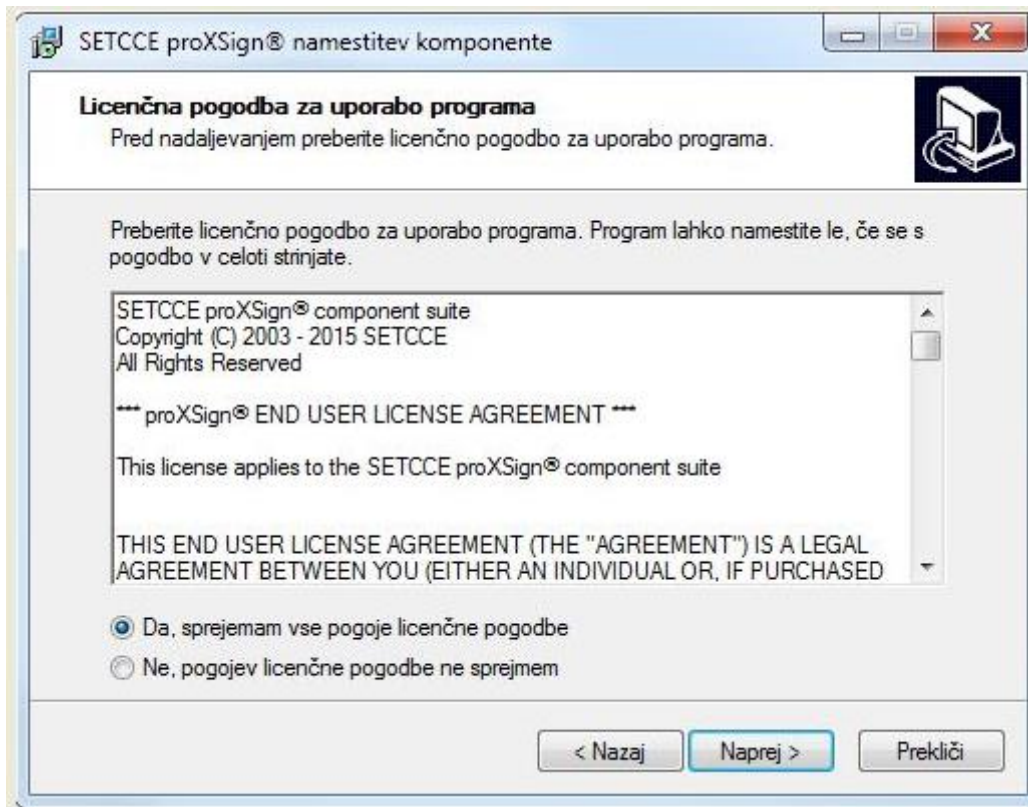 SETCCE proXSign® namestitev komponente
Licenčna pogodba za uporabo programa
Pred nadaljevanjem preberite licenčno pogodbo za uporabo programa.
Preberite licenčno pogodbo za uporabo programa. Program lahko namestite le, če se s
pogodbo v celoti strinjate.
SETCCE proXSign® component suite
Copyright (C) 2003 - 2015 SETCCE
All Rights Reserved
*** proXSign® END USER LICENSE AGREEMENT ***
This license applies to the SETCCE proXSign® component suite
THIS END USER LICENSE AGREEMENT (THE "AGREEMENT") IS A LEGAL
AGREEMENT BETWEEN YOU (EITHER AN INDIVIDUAL OR, IF PURCHASED
Da, sprejemam vse pogoje licenčne pogodbe
Ne, pogojev licenčne pogodbe ne sprejmem
< Nazaj Naprej > Prekliči